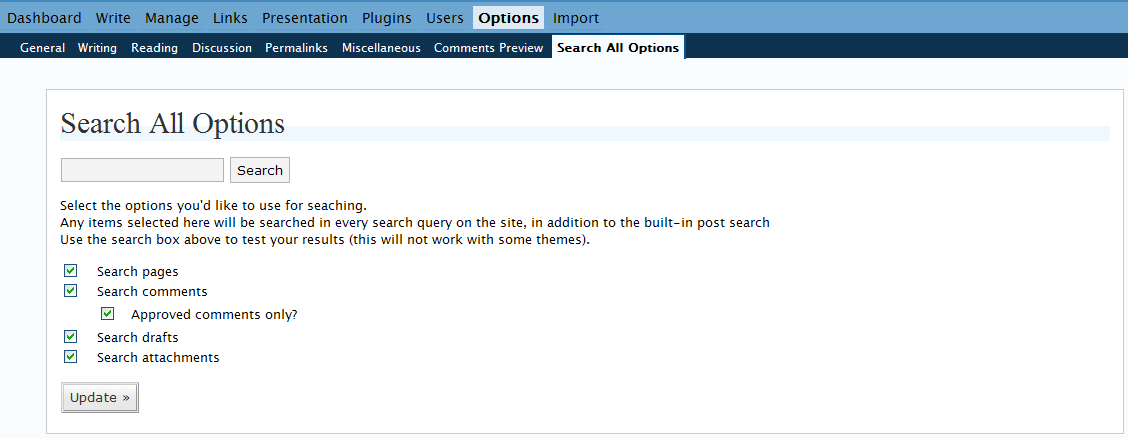 Dashboard Write Manage Links Presentation Plugins Users Options Import
General Writing Reading Discussion Permalinks Miscellaneous Comments Preview Search All Options
Search All Options
Search
Select the options you'd like to use for seaching.
Any items selected here will be searched in every search query on the site, in addition to the built-in post search
Use the search box above to test your results (this will not work with some themes).
Search pages
Search comments
Approved comments only?
Search drafts
Search attachments
Update »